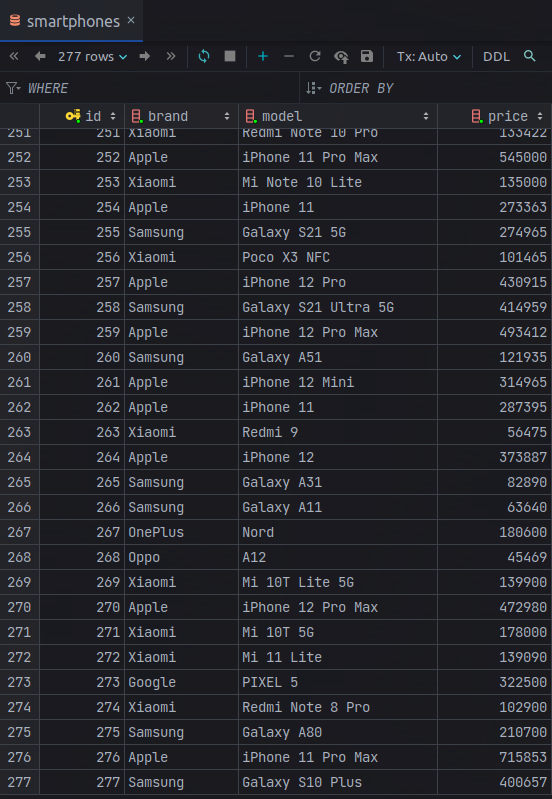 smartphones ×
« ← 277 rows → » + − Tx: Auto DDL
WHERE ORDER BY
id brand model price
251 251 Xiaomi Redmi Note 10 Pro 133422
252 252 Apple iPhone 11 Pro Max 545000
253 253 Xiaomi Mi Note 10 Lite 135000
254 254 Apple iPhone 11 273363
255 255 Samsung Galaxy S21 5G 274965
256 256 Xiaomi Poco X3 NFC 101465
257 257 Apple iPhone 12 Pro 430915
258 258 Samsung Galaxy S21 Ultra 5G 414959
259 259 Apple iPhone 12 Pro Max 493412
260 260 Samsung Galaxy A51 121935
261 261 Apple iPhone 12 Mini 314965
262 262 Apple iPhone 11 287395
263 263 Xiaomi Redmi 9 56475
264 264 Apple iPhone 12 373887
265 265 Samsung Galaxy A31 82890
266 266 Samsung Galaxy A11 63640
267 267 OnePlus Nord 180600
268 268 Oppo A12 45469
269 269 Xiaomi Mi 10T Lite 5G 139900
270 270 Apple iPhone 12 Pro Max 472980
271 271 Xiaomi Mi 10T 5G 178000
272 272 Xiaomi Mi 11 Lite 139090
273 273 Google PIXEL 5 322500
274 274 Xiaomi Redmi Note 8 Pro 102900
275 275 Samsung Galaxy A80 210700
276 276 Apple iPhone 11 Pro Max 715853
277 277 Samsung Galaxy S10 Plus 400657